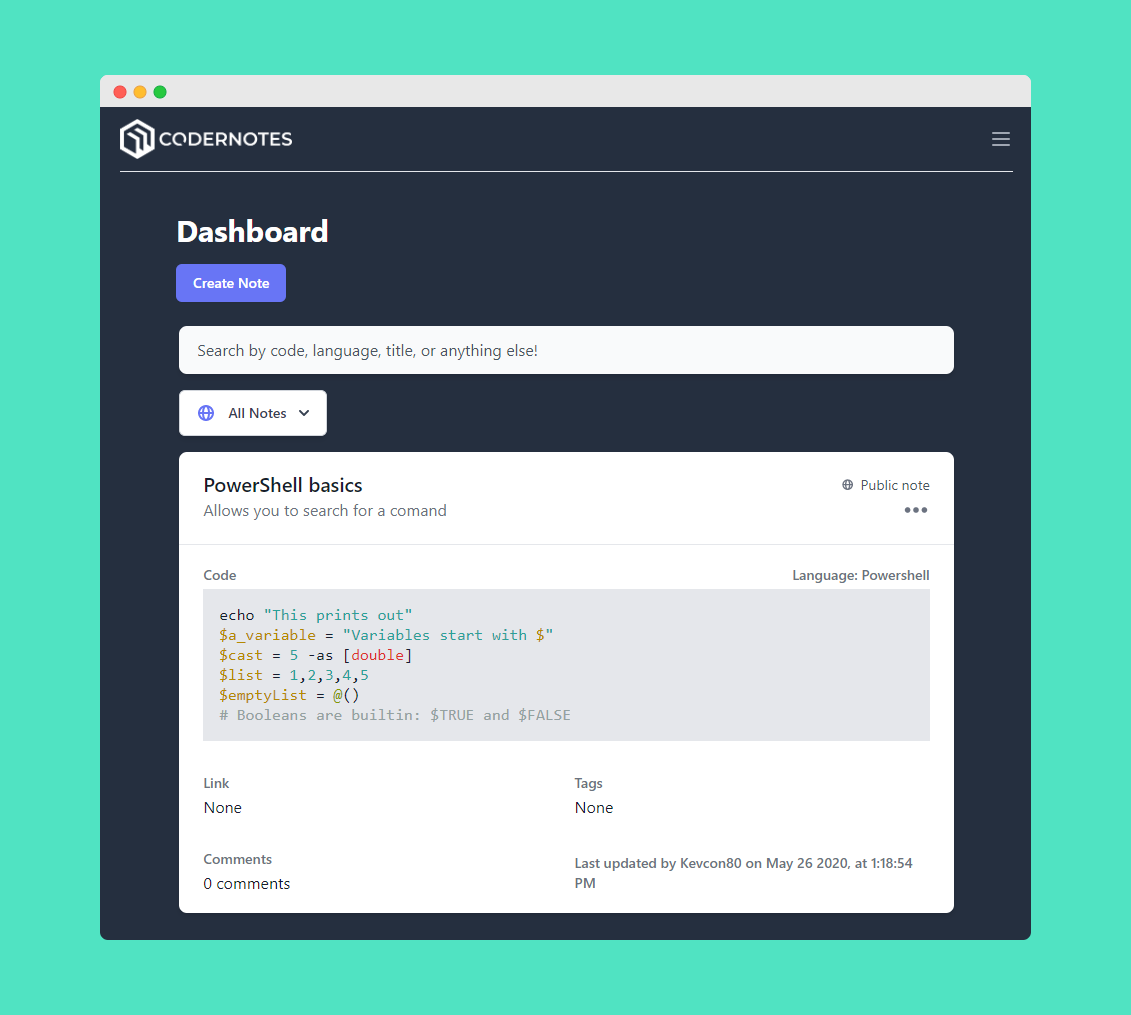 CODERNOTES
Dashboard
Create Note
Search by code, language, title, or anything else!
All Notes
PowerShell basics
Public note
Allows you to search for a comand
Code
Language: Powershell
echo "This prints out"
$a_variable = "Variables start with $"
$cast = 5 -as [double]
$list = 1,2,3,4,5
$emptyList = @()
# Booleans are builtin: $TRUE and $FALSE
Link
Tags
None
None
Comments
0 comments
Last updated by Kevcon80 on May 26 2020, at 1:18:54
PM